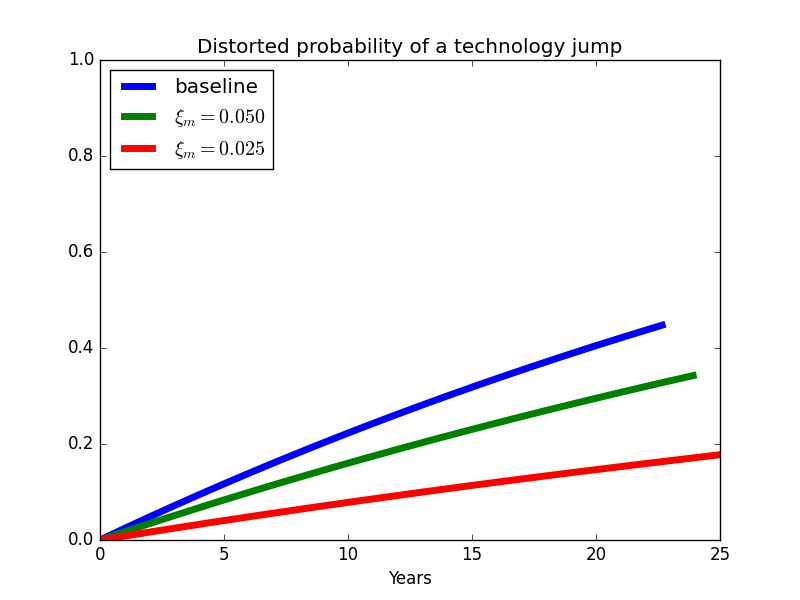 Distorted probability of a technology jump
1.0
baseline
ξₘ = 0.050
ξₘ = 0.025
0.8
0.6
0.4
0.2
0.0
0 5 10 15 20 25
Years